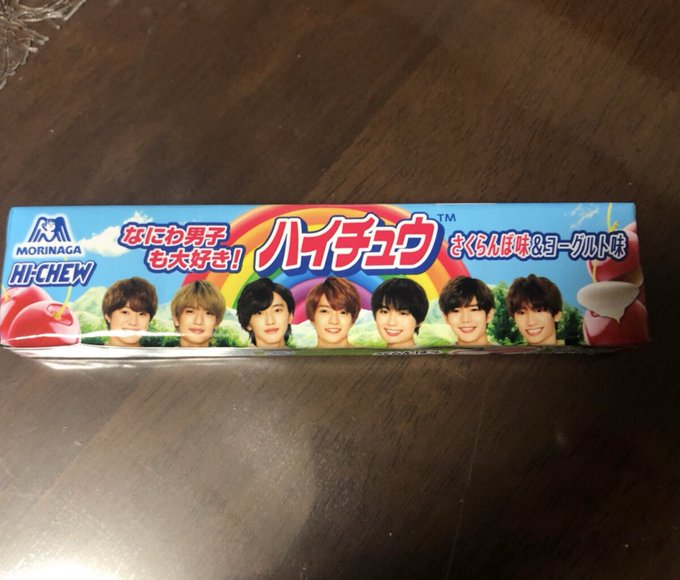 MORINAGA
HI-CHEW
なにわ男子
も大好き!
ハイチュウ™
さくらんぼ味&ヨーグルト味